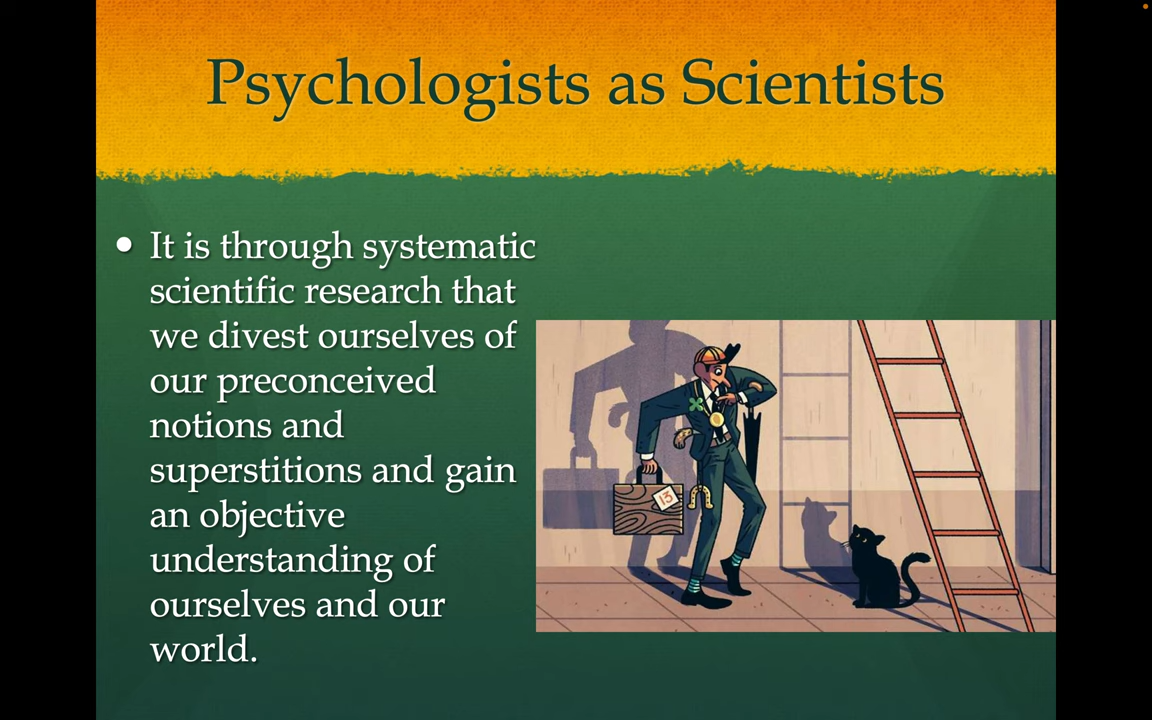 Psychologists as Scientists
• It is through systematic
scientific research that
we divest ourselves of
our preconceived
notions and
superstitions and gain
an objective
understanding of
ourselves and our
world.
13